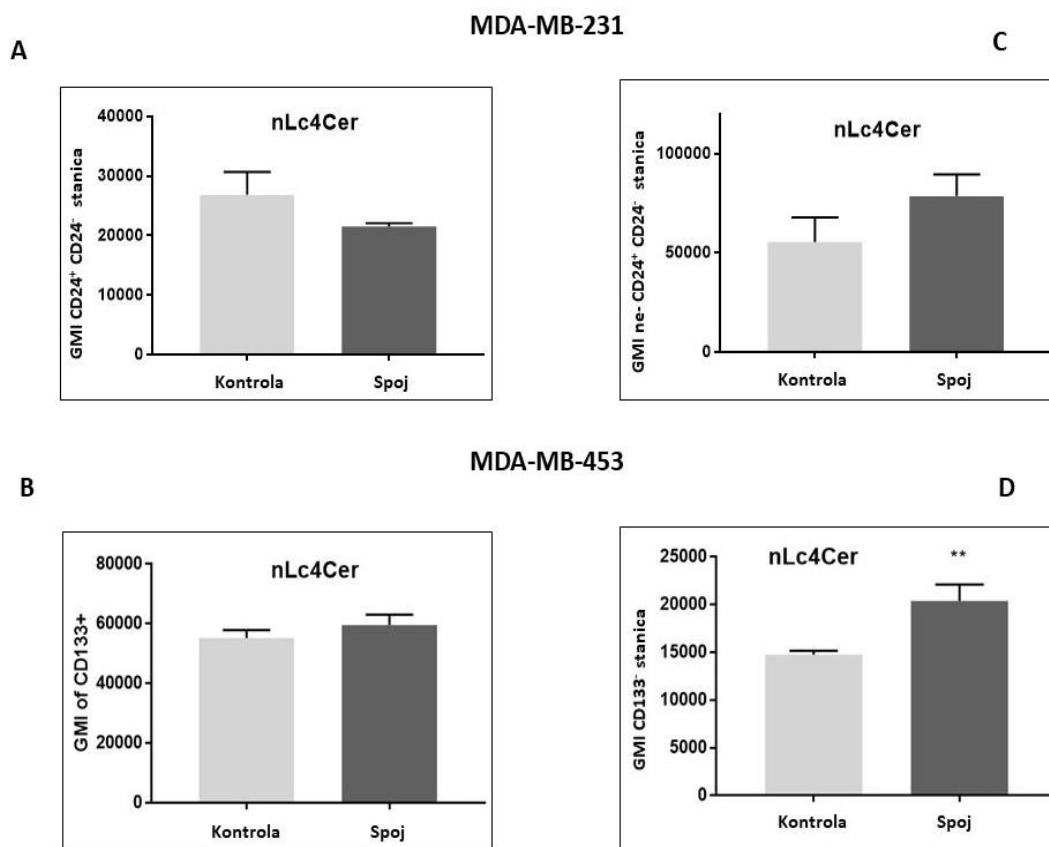 MDA-MB-231
A
nLc4Cer
GMI CD24⁺ CD24⁻ stanica
40000
30000
20000
10000
0
Kontrola
Spoj
C
nLc4Cer
GMI ne- CD24⁺ CD24⁻ stanica
100000
50000
0
Kontrola
Spoj
MDA-MB-453
B
nLc4Cer
GMI of CD133+
80000
60000
40000
20000
0
Kontrola
Spoj
D
nLc4Cer
**
GMI CD133⁻ stanica
25000
20000
15000
10000
5000
0
Kontrola
Spoj